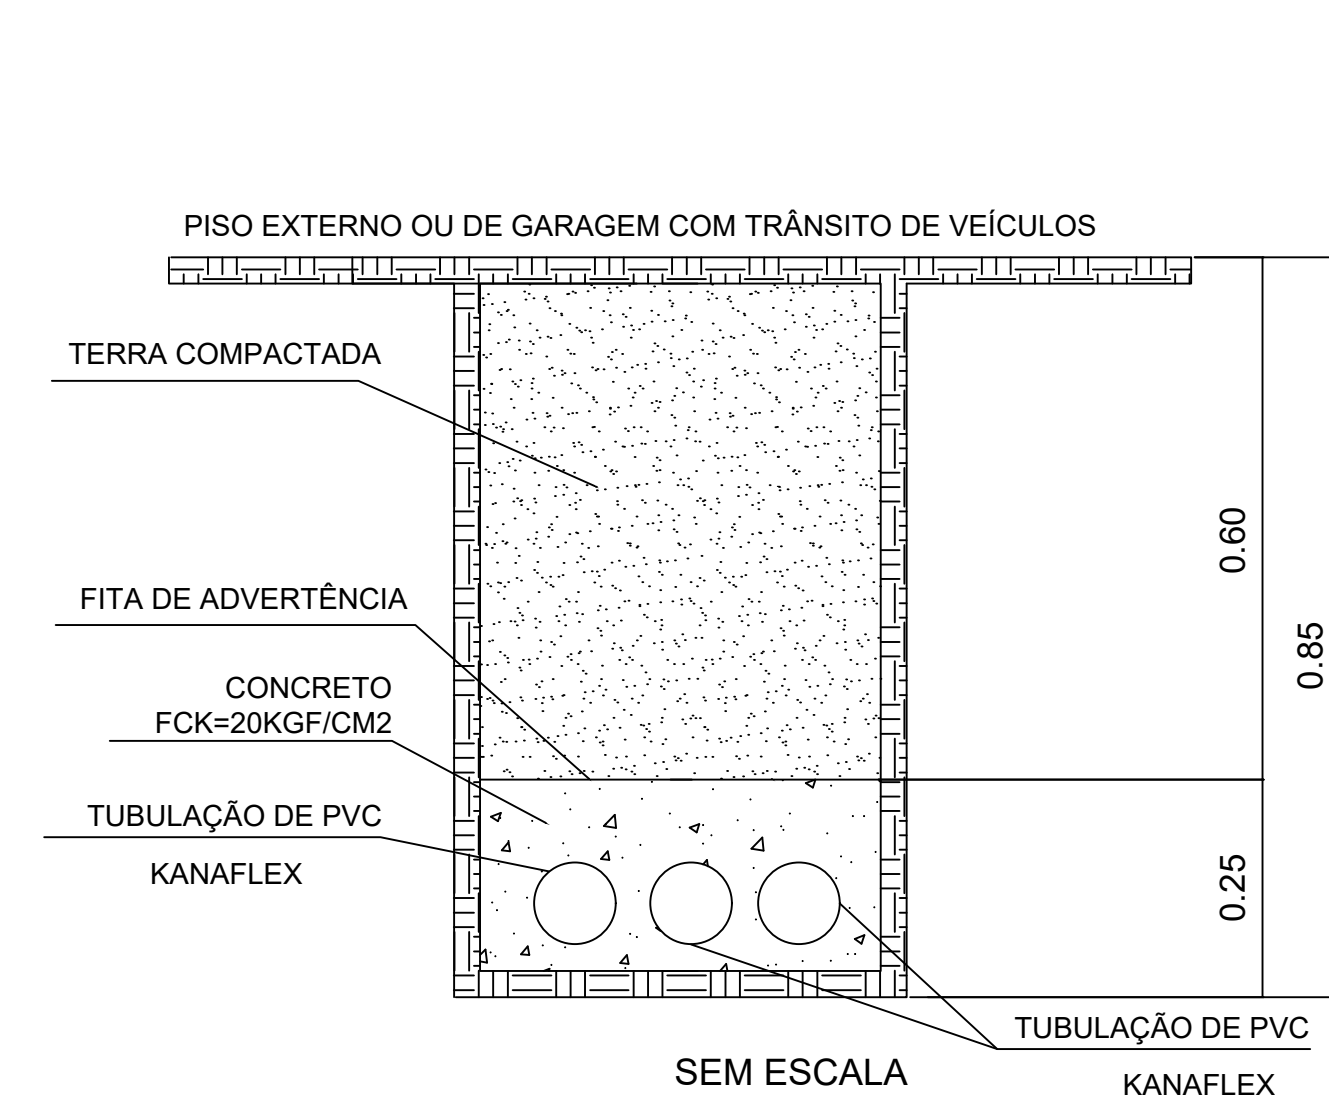 PISO EXTERNO OU DE GARAGEM COM TRÂNSITO DE VEÍCULOS
TERRA COMPACTADA
0.60
FITA DE ADVERTÊNCIA
0.85
CONCRETO
FCK=20KGF/CM2
TUBULAÇÃO DE PVC
KANAFLEX
0.25
TUBULAÇÃO DE PVC
KANAFLEX
SEM ESCALA